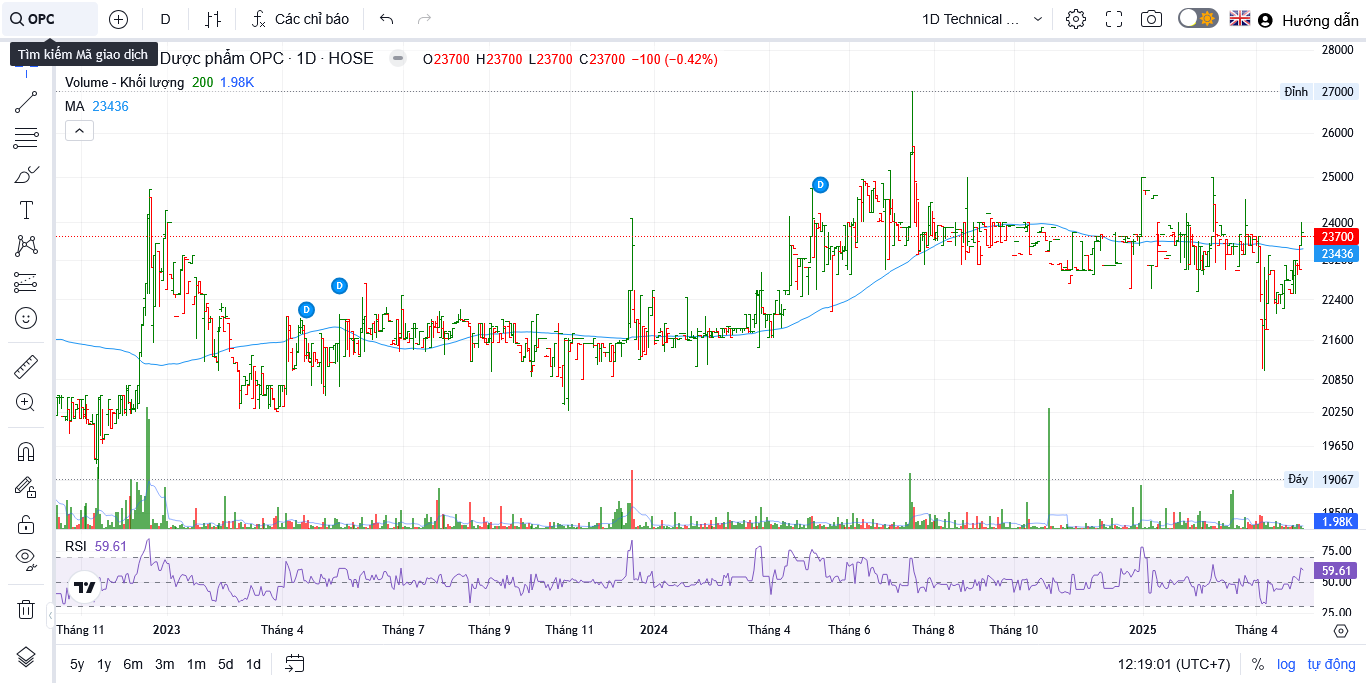 OPC
D
Các chỉ báo
1D Technical ...
Hướng dẫn
Tìm kiếm Mã giao dịch
Dược phẩm OPC · 1D · HOSE
O23700 H23700 L23700 C23700 −100 (−0.42%)
Volume - Khối lượng 200 1.98K
MA 23436
28000
Đỉnh 27000
26000
25000
24000
23700
23436
22400
21600
20850
20250
19650
Đáy 19067
18500
1.98K
D
D
D
RSI 59.61
75.00
59.61
50.00
25.00
Tháng 11 2023 Tháng 4 Tháng 7 Tháng 9 Tháng 11 2024 Tháng 4 Tháng 6 Tháng 8 Tháng 10 2025 Tháng 4
5y 1y 6m 3m 1m 5d 1d
12:19:01 (UTC+7) % log tự động